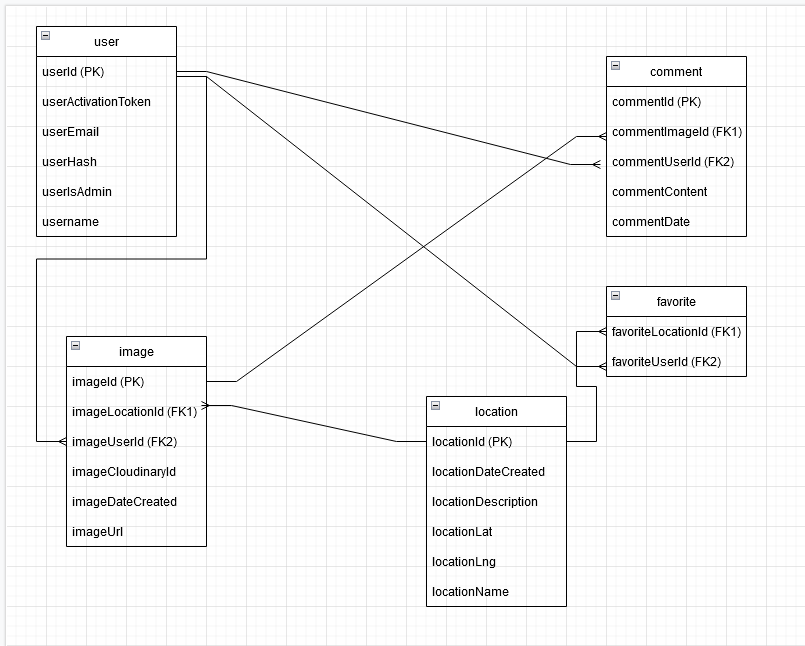 user
userId (PK)
userActivationToken
userEmail
userHash
userIsAdmin
username
comment
commentId (PK)
commentImageId (FK1)
commentUserId (FK2)
commentContent
commentDate
favorite
favoriteLocationId (FK1)
favoriteUserId (FK2)
image
imageId (PK)
imageLocationId (FK1)
imageUserId (FK2)
imageCloudinaryId
imageDateCreated
imageUrl
location
locationId (PK)
locationDateCreated
locationDescription
locationLat
locationLng
locationName